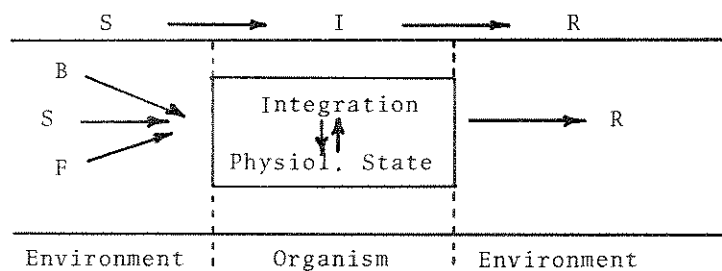 S I R
B
Integration
S R
Physiol. State
F
Environment Organism Environment